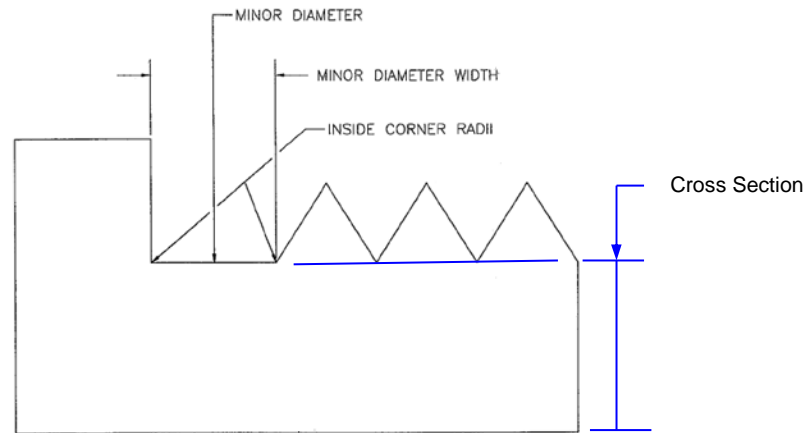 MINOR DIAMETER
MINOR DIAMETER WIDTH
INSIDE CORNER RADII
Cross Section